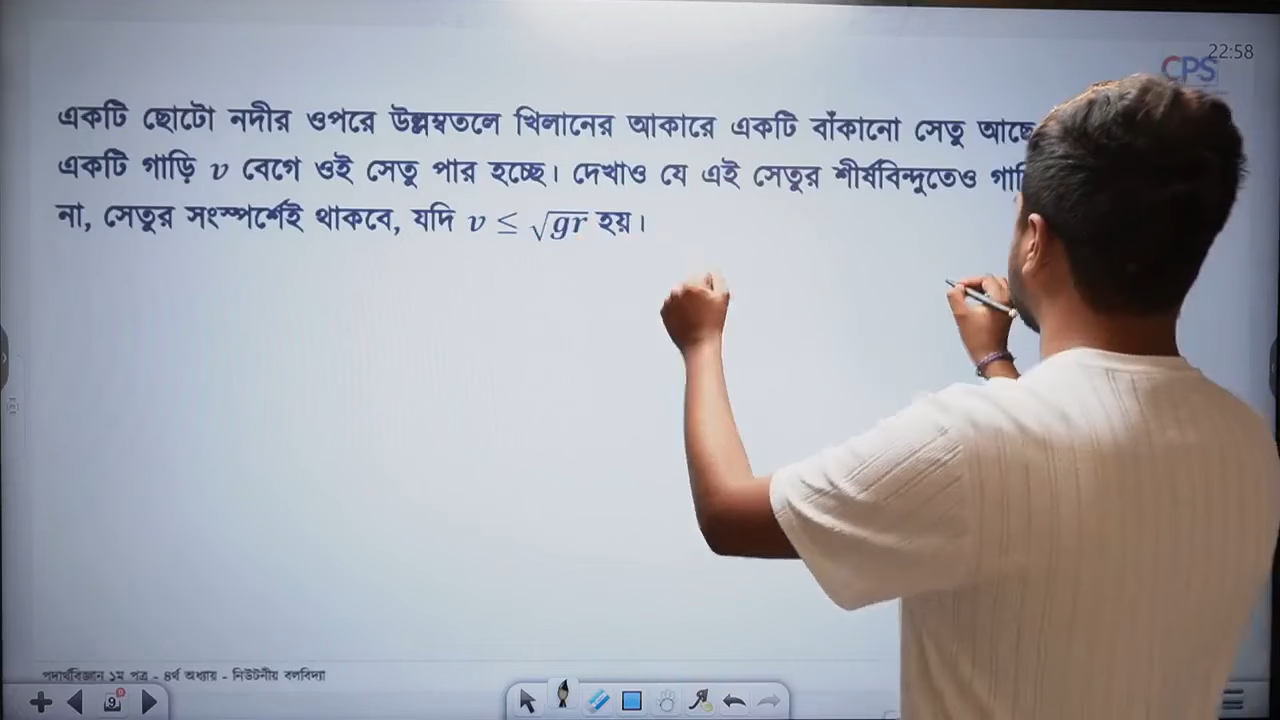 22:58
CPS
একটি ছোটো নদীর ওপরে উল্লম্বতলে খিলানের আকারে একটি বাঁকানো সেতু আছে
একটি গাড়ি v বেগে ওই সেতু পার হচ্ছে। দেখাও যে এই সেতুর শীর্ষবিন্দুতেও
না, সেতুর সংস্পর্শেই থাকবে, যদি v ≤ √gr হয়।
পদার্থবিজ্ঞান ১ম পত্র - ৪র্থ অধ্যায় - নিউটনীয় বলবিদ্যা
9